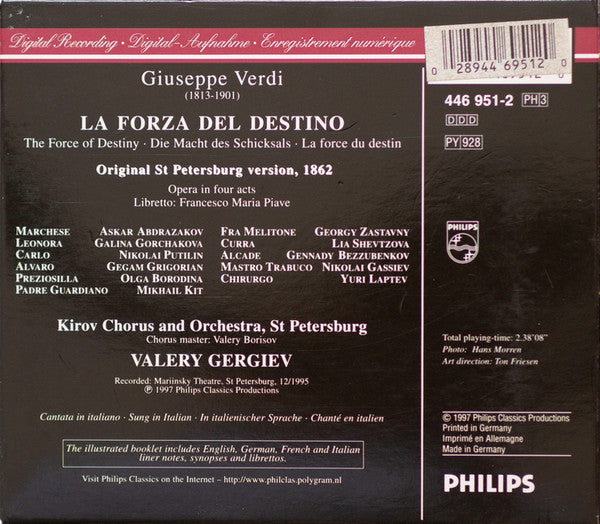 Digital Recording · Digital-Aufnahme · Enregistrement numérique
0 28944 69512 0
Giuseppe Verdi
(1813-1901)
LA FORZA DEL DESTINO
The Force of Destiny · Die Macht des Schicksals · La force du destin
Original St Petersburg version, 1862
Opera in four acts
Libretto: Francesco Maria Piave
MARCHESE ASKAR ABDRAZAKOV FRA MELITONE GEORGY ZASTAVNY
LEONORA GALINA GORCHAKOVA CURRA LIA SHEVTZOVA
CARLO NIKOLAI PUTILIN ALCADE GENNADY BEZZUBENKOV
ALVARO GEGAM GRIGORIAN MASTRO TRABUCO NIKOLAI GASSIEV
PREZIOSILLA OLGA BORODINA CHIRURGO YURI LAPTEV
PADRE GUARDIANO MIKHAIL KIT
Kirov Chorus and Orchestra, St Petersburg
Chorus master: Valery Borisov
VALERY GERGIEV
Recorded: Mariinsky Theatre, St Petersburg, 12/1995
℗ 1997 Philips Classics Productions
Cantata in italiano · Sung in Italian · In italienischer Sprache · Chanté en italien
The illustrated booklet includes English, German, French and Italian
liner notes, synopses and librettos.
Visit Philips Classics on the Internet – http://www.philclas.polygram.nl
446 951-2 PH 3
DDD
PY 928
PHILIPS
Total playing-time: 2.38'08"
Photo: Hans Morren
Art direction: Ton Friesen
© 1997 Philips Classics Productions
Printed in Germany
Imprimé en Allemagne
Made in Germany
PHILIPS